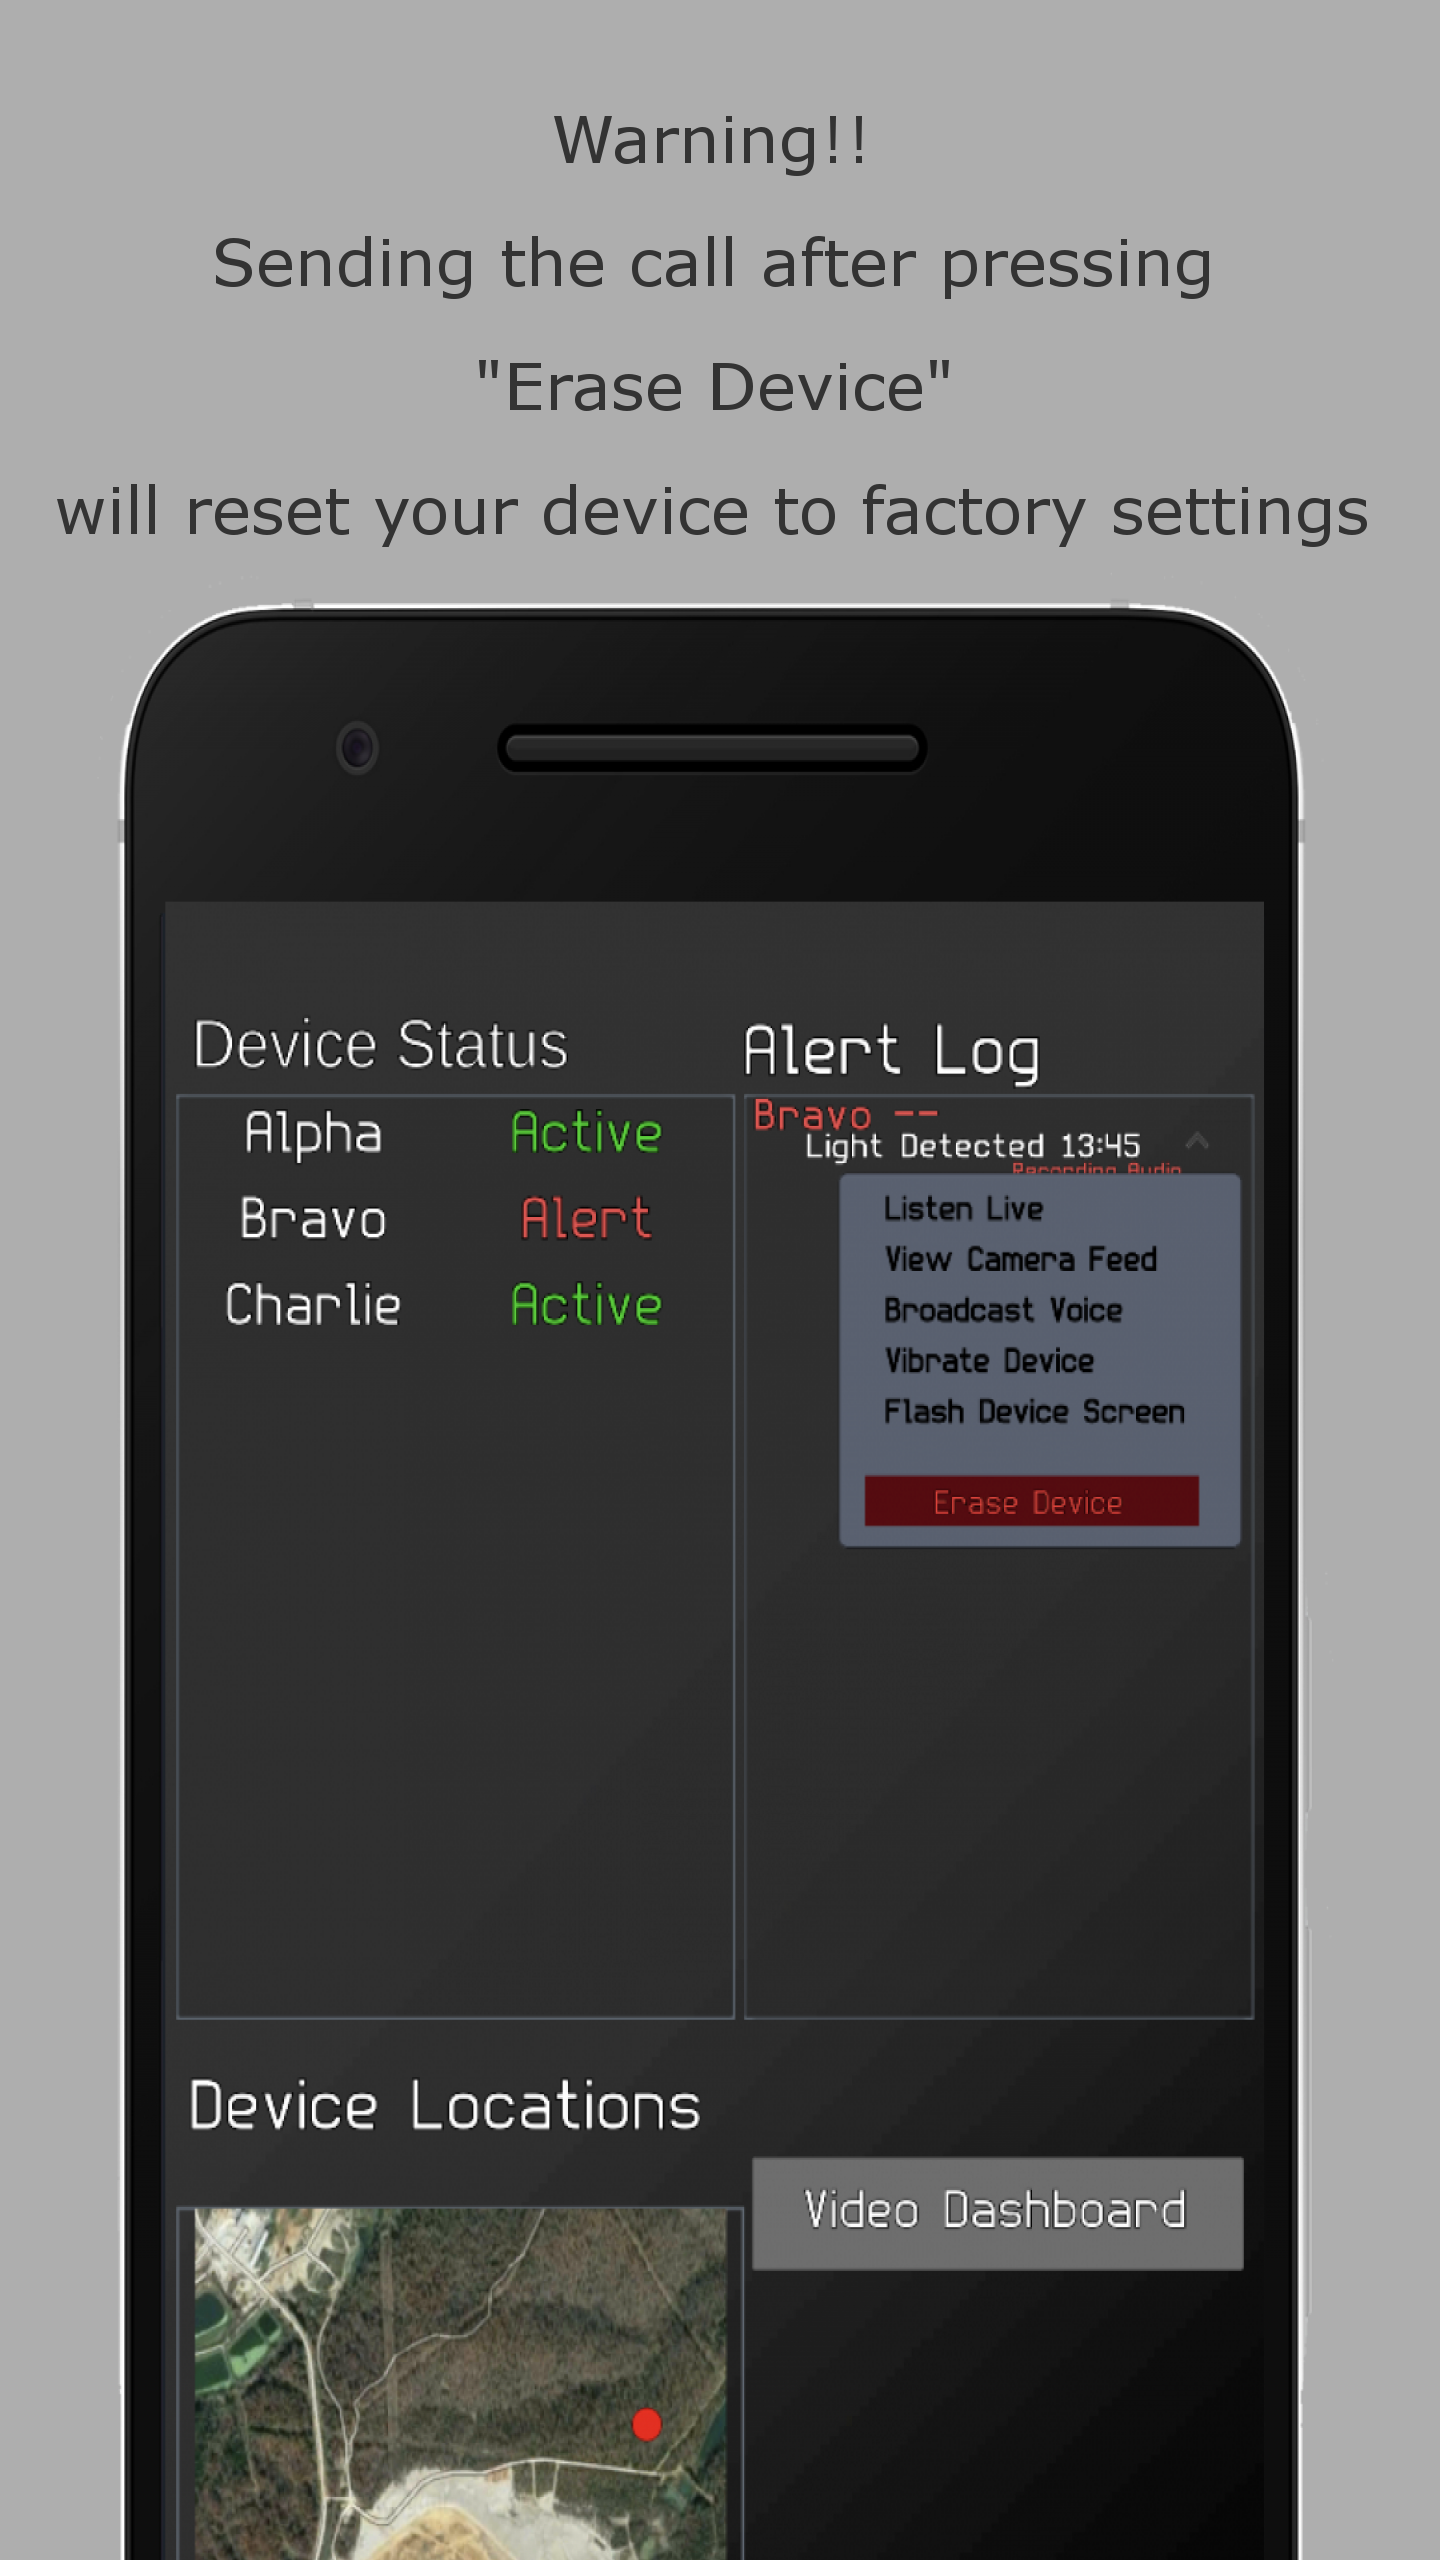 Warning!!
Sending the call after pressing
"Erase Device"
will reset your device to factory settings
Device Status
Alpha Active
Bravo Alert
Charlie Active
Alert Log
Bravo --
Light Detected 13:45
Recording Audio
Listen Live
View Camera Feed
Broadcast Voice
Vibrate Device
Flash Device Screen
Erase Device
Device Locations
Video Dashboard